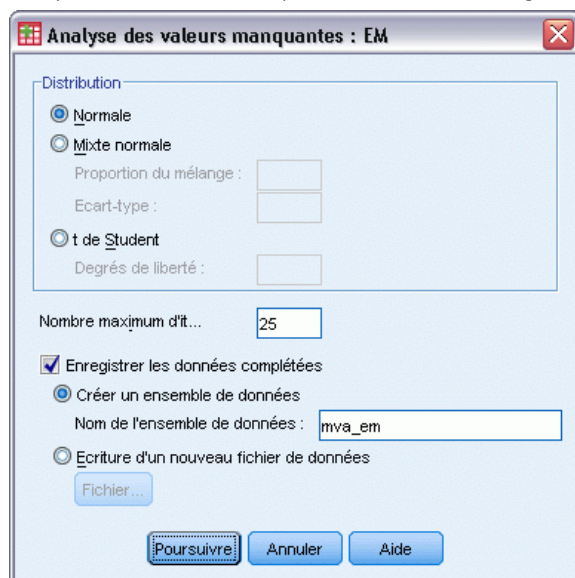 Analyse des valeurs manquantes : EM
Distribution
Normale
Mixte normale
Proportion du mélange :
Ecart-type :
t de Student
Degrés de liberté :
Nombre maximum d'it... 25
Enregistrer les données complétées
Créer un ensemble de données
Nom de l'ensemble de données : mva_em
Ecriture d'un nouveau fichier de données
Fichier...
Poursuivre Annuler Aide